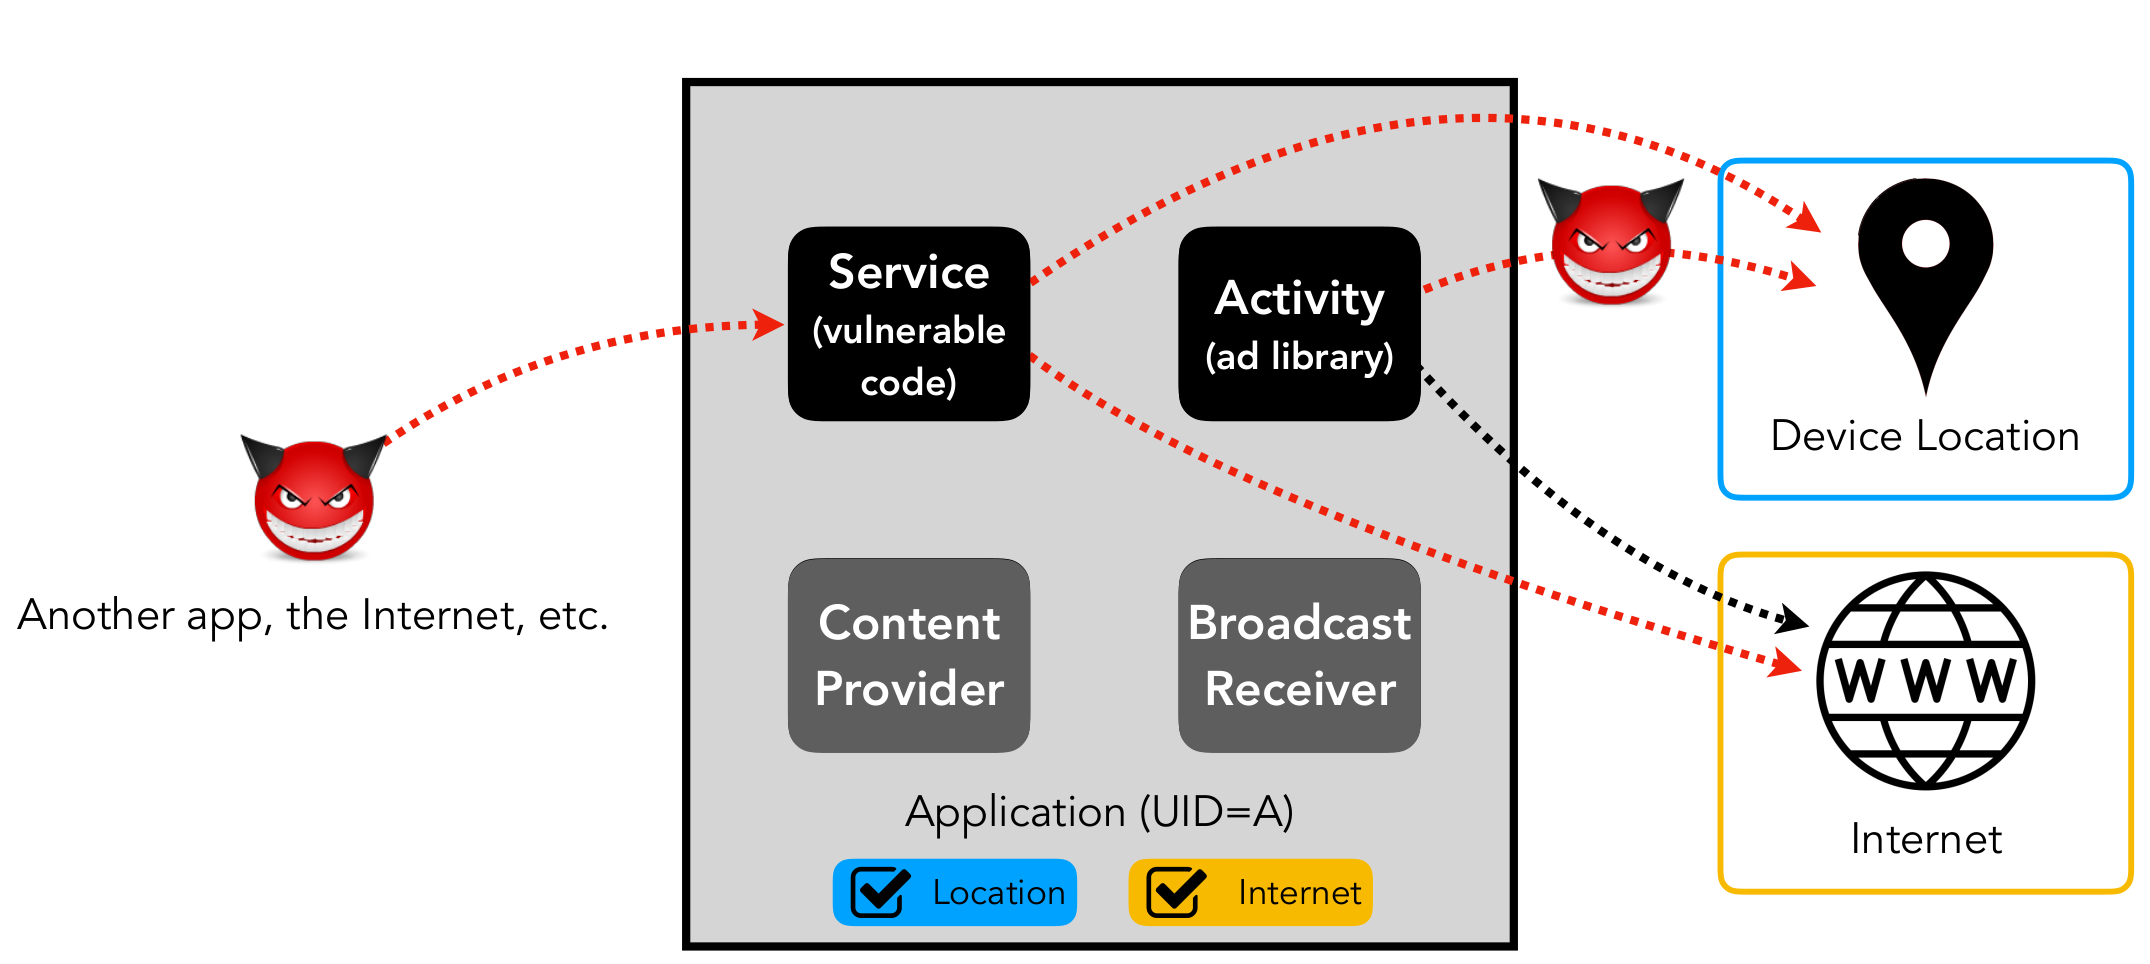 Service
(vulnerable
code)
Activity
(ad library)
Device Location
Another app, the Internet, etc.
Content
Provider
Broadcast
Receiver
W W W
Internet
Application (UID=A)
Location
Internet